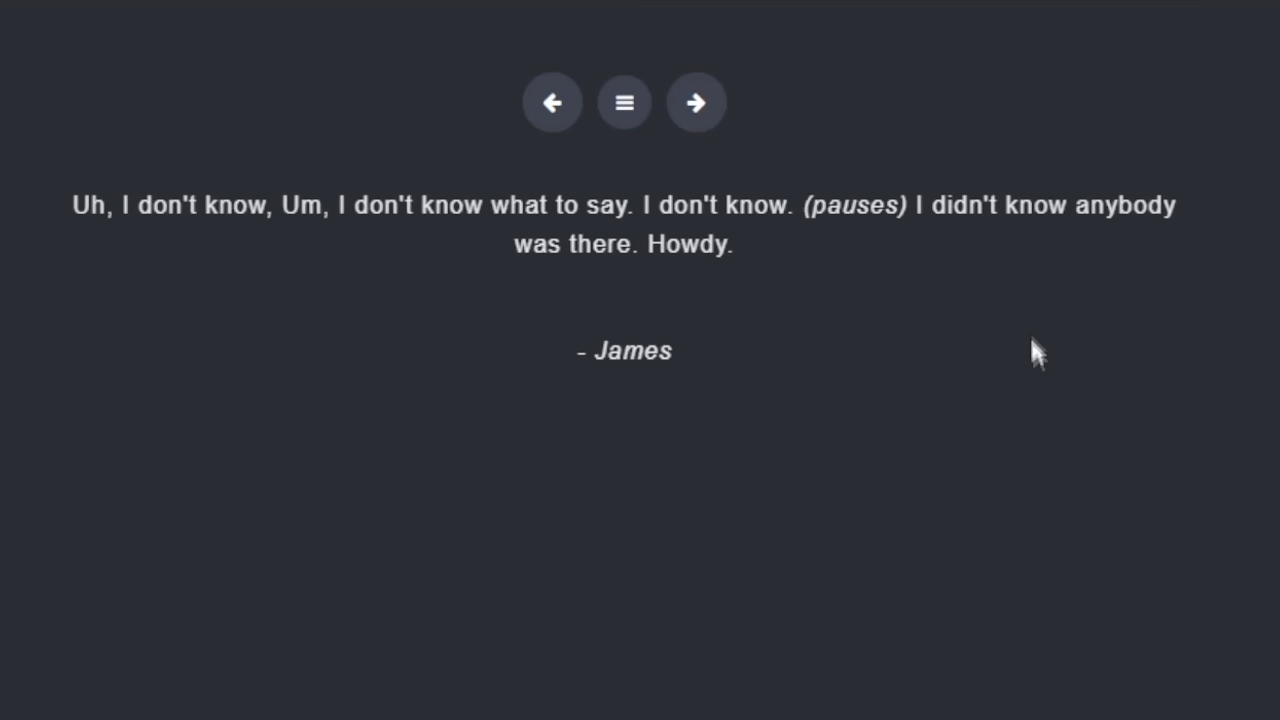 Uh, I don't know, Um, I don't know what to say. I don't know. (pauses) I didn't know anybody
was there. Howdy.
- James